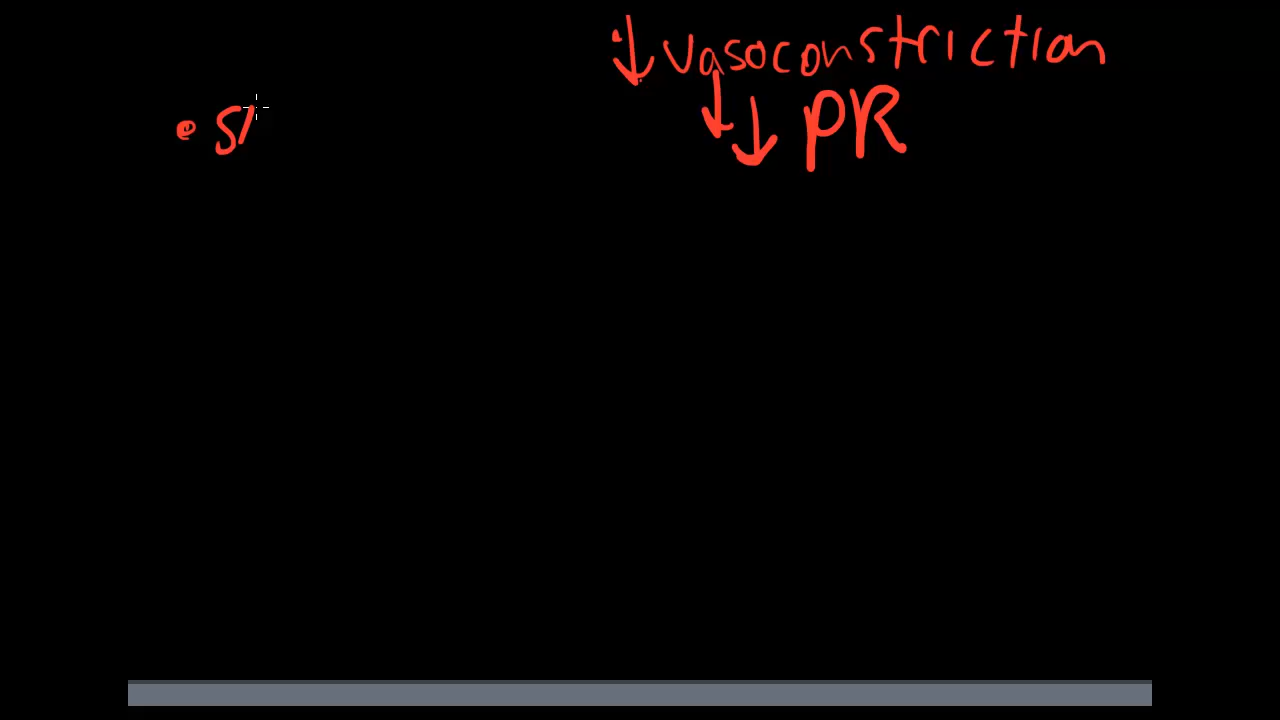 ↓ vasoconstriction
↓ ↓ PR